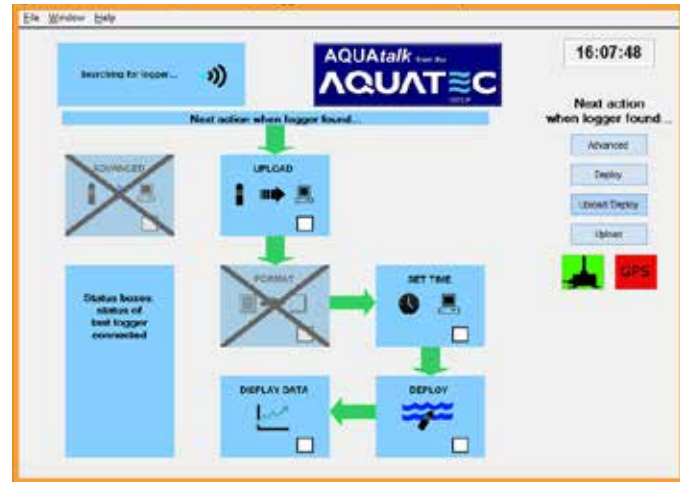 File Window Help
Searching for logger...
AQUAtalk from the
AQUATEC
GROUP
16:07:48
Next action when logger found...
Next action
when logger found...
ADVANCED
UPLOAD
Advanced
Deploy
Upload Deploy
Upload
GPS
FORMAT
SET TIME
Status boxes:
status of
last logger
connected
DISPLAY DATA
DEPLOY